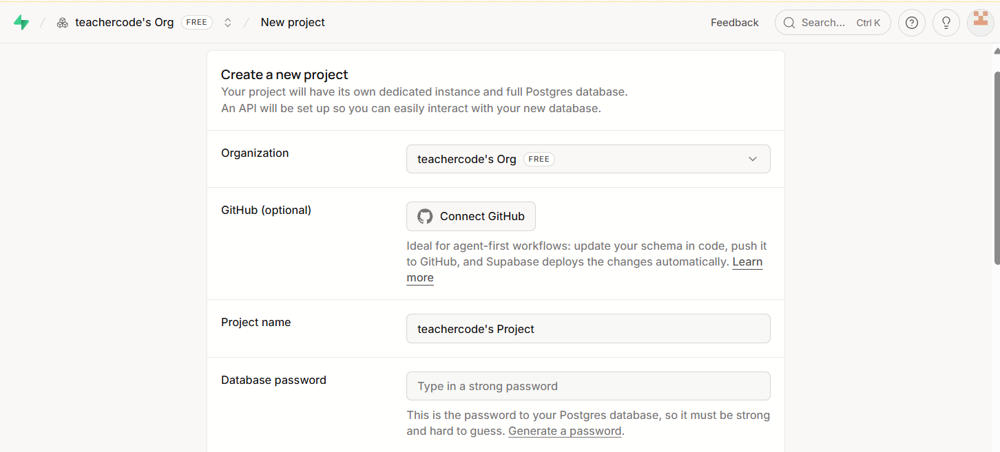 teachercode's Org FREE New project Feedback Search... Ctrl K
Create a new project
Your project will have its own dedicated instance and full Postgres database.
An API will be set up so you can easily interact with your new database.
Organization
teachercode's Org FREE
GitHub (optional)
Connect GitHub
Ideal for agent-first workflows: update your schema in code, push it
to GitHub, and Supabase deploys the changes automatically. Learn
more
Project name
teachercode's Project
Database password
Type in a strong password
This is the password to your Postgres database, so it must be strong
and hard to guess. Generate a password.